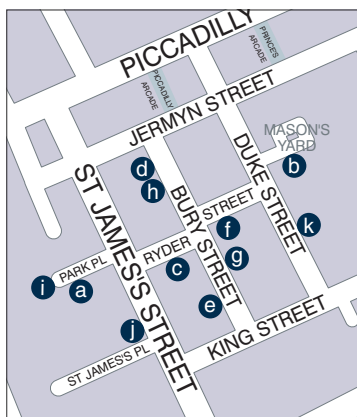 PICCADILLY
PRINCE'S
ARCADE
PICCADILLY
ARCADE
JERMYN STREET
MASON'S
YARD
b
d
h
DUKE STREET
BURY STREET
RYDER STREET
ST JAMES'S STREET
k
f
g
c
PARK PL
i
a
e
j
KING STREET
ST JAMES'S PL